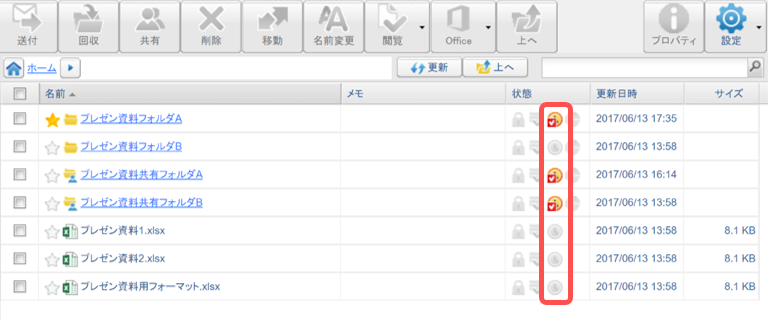 送付 回収 共有 削除 移動 名前変更 閲覧 Office 上へ プロパティ 設定
ホーム 更新 上へ
名前 メモ 状態 更新日時 サイズ
プレゼン資料フォルダA 2017/06/13 17:35
プレゼン資料フォルダB 2017/06/13 13:58
プレゼン資料共有フォルダA 2017/06/13 16:14
プレゼン資料共有フォルダB 2017/06/13 13:58
プレゼン資料1.xlsx 2017/06/13 13:58 8.1 KB
プレゼン資料2.xlsx 2017/06/13 13:58 8.1 KB
プレゼン資料用フォーマット.xlsx 2017/06/13 13:58 8.1 KB